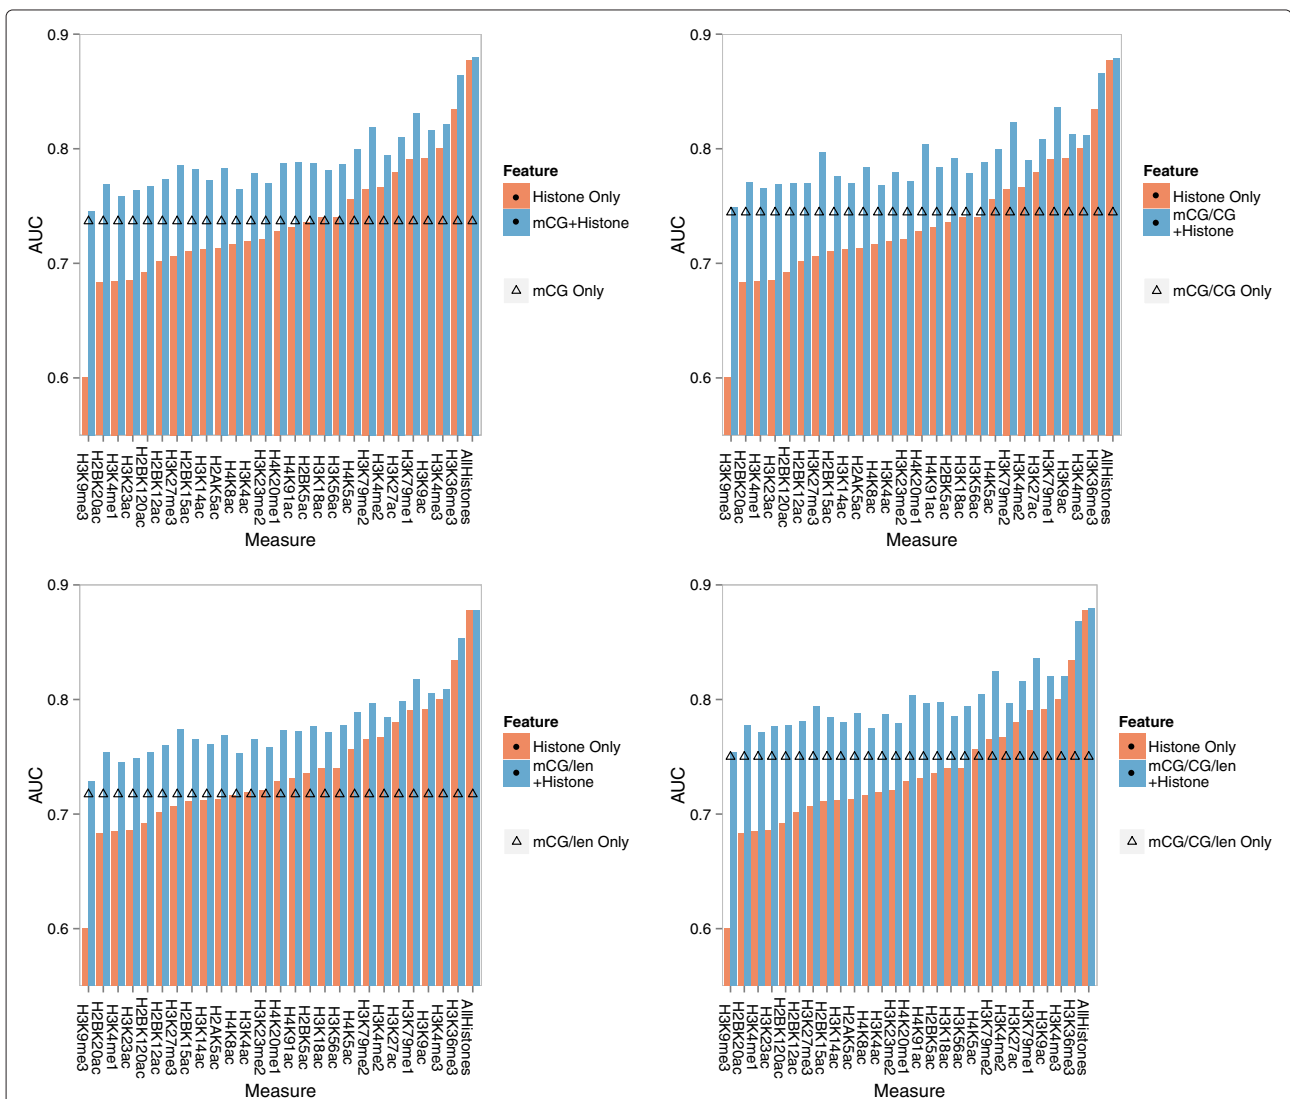 0.9
0.8
0.7
0.6
AUC
H3K9me3
H2BK20ac
H3K4me1
H3K23ac
H2BK120ac
H2BK12ac
H3K27me3
H2BK15ac
H3K14ac
H2AK5ac
H4K8ac
H3K4ac
H3K23me2
H4K20me1
H4K91ac
H2BK5ac
H3K18ac
H3K56ac
H4K5ac
H3K79me2
H3K4me2
H3K27ac
H3K79me1
H3K9ac
H3K4me3
H3K36me3
AllHistones
Measure
Feature
Histone Only
mCG+Histone
mCG Only
0.9
0.8
0.7
0.6
AUC
H3K9me3
H2BK20ac
H3K4me1
H3K23ac
H2BK120ac
H2BK12ac
H3K27me3
H2BK15ac
H3K14ac
H2AK5ac
H4K8ac
H3K4ac
H3K23me2
H4K20me1
H4K91ac
H2BK5ac
H3K18ac
H3K56ac
H4K5ac
H3K79me2
H3K4me2
H3K27ac
H3K79me1
H3K9ac
H3K4me3
H3K36me3
AllHistones
Measure
Feature
Histone Only
mCG/CG
+Histone
mCG/CG Only
0.9
0.8
0.7
0.6
AUC
H3K9me3
H2BK20ac
H3K4me1
H3K23ac
H2BK120ac
H2BK12ac
H3K27me3
H2BK15ac
H3K14ac
H2AK5ac
H4K8ac
H3K4ac
H3K23me2
H4K20me1
H4K91ac
H2BK5ac
H3K18ac
H3K56ac
H4K5ac
H3K79me2
H3K4me2
H3K27ac
H3K79me1
H3K9ac
H3K4me3
H3K36me3
AllHistones
Measure
Feature
Histone Only
mCG/len
+Histone
mCG/len Only
0.9
0.8
0.7
0.6
AUC
H3K9me3
H2BK20ac
H3K4me1
H3K23ac
H2BK120ac
H2BK12ac
H3K27me3
H2BK15ac
H3K14ac
H2AK5ac
H4K8ac
H3K4ac
H3K23me2
H4K20me1
H4K91ac
H2BK5ac
H3K18ac
H3K56ac
H4K5ac
H3K79me2
H3K4me2
H3K27ac
H3K79me1
H3K9ac
H3K4me3
H3K36me3
AllHistones
Measure
Feature
Histone Only
mCG/CG/len
+Histone
mCG/CG/len Only